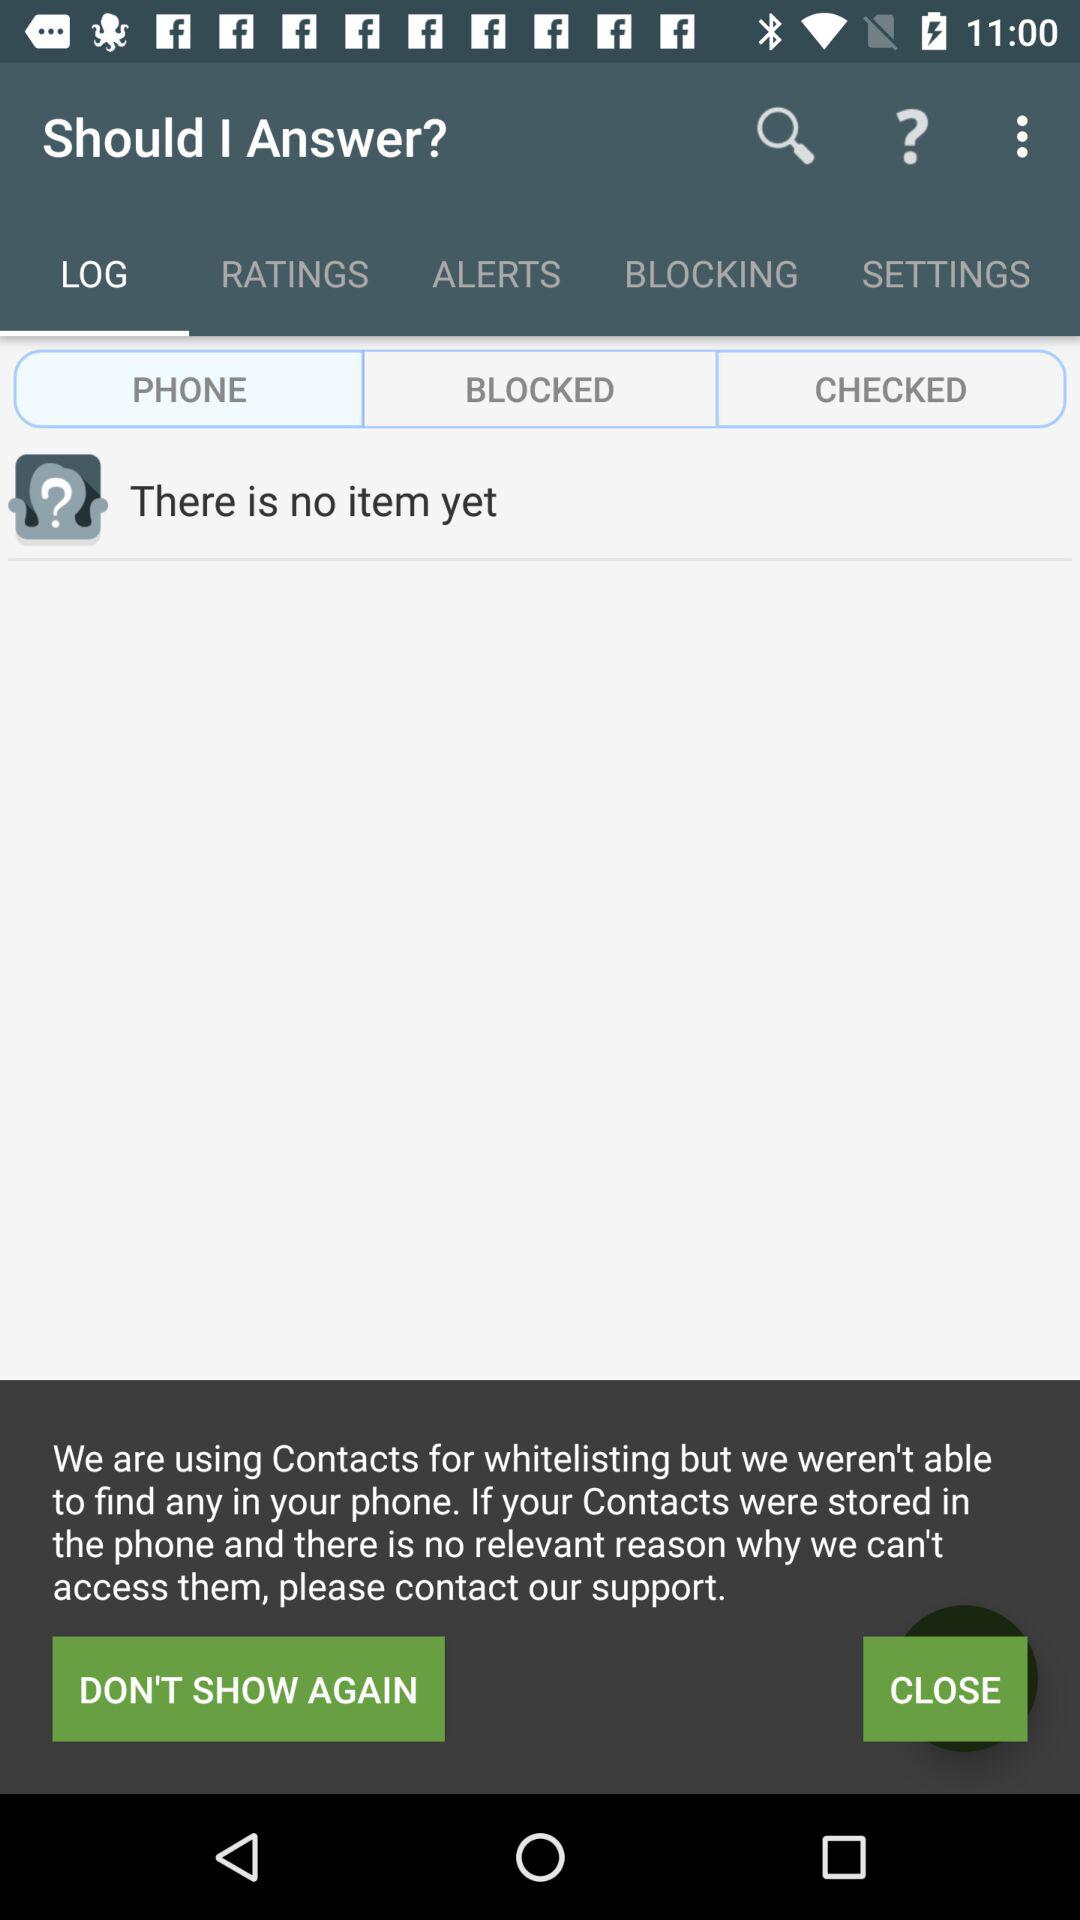 11:00
Should I Answer?
LOG RATINGS ALERTS BLOCKING SETTINGS
PHONE BLOCKED CHECKED
There is no item yet
We are using Contacts for whitelisting but we weren't able
to find any in your phone. If your Contacts were stored in
the phone and there is no relevant reason why we can't
access them, please contact our support.
DON'T SHOW AGAIN CLOSE